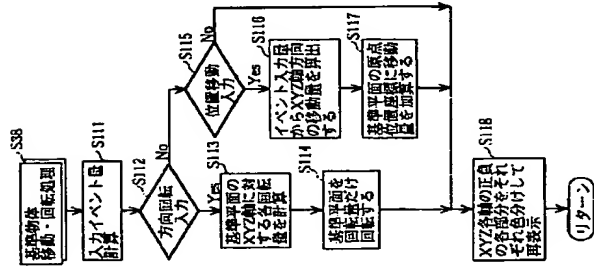 S38
基準物体
移動・回転処理
S111
入力イベント量
計算
S112
方向回転
入力
No
Yes
S113
基準平面の
XYZ軸に対
する各回転
量を計算
S114
基準平面を
回転量だけ
回転する
S115
位置移動
入力
No
Yes
S116
イベント入力量
からXYZ軸方向
の移動量を算出
する
S117
基準平面の原点
位置座標に移動
量を加算する
S118
XYZ各軸の正負
の各部分をそれ
ぞれ色分けして
再表示
リターン